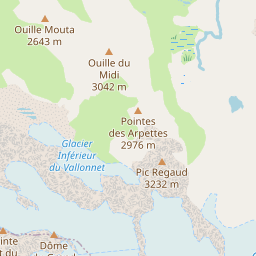 Ouille Mouta
2643 m
Ouille du
Midi
3042 m
Pointes
des Arpettes
2976 m
Glacier
Inférieur
du Vallonnet
Pic Regaud
3232 m
Dôme